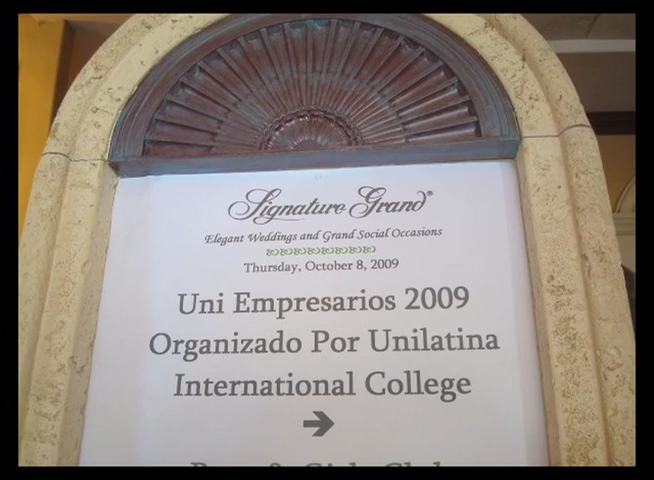 Signature Grand®
Elegant Weddings and Grand Social Occasions
Thursday, October 8, 2009
Uni Empresarios 2009
Organizado Por Unilatina
International College
➔